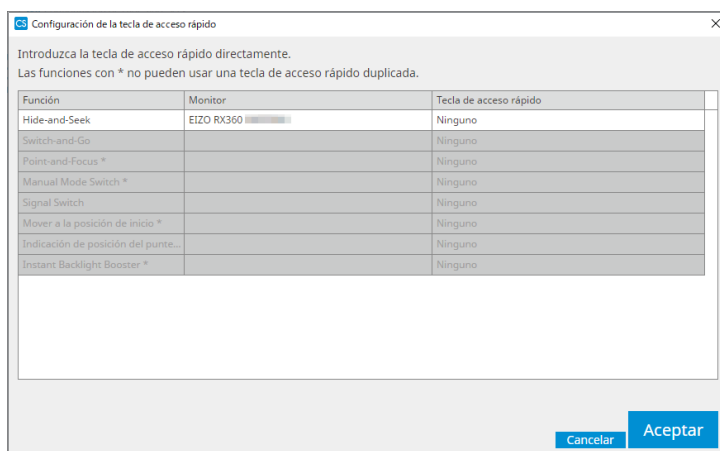 CS Configuración de la tecla de acceso rápido
Introduzca la tecla de acceso rápido directamente.
Las funciones con * no pueden usar una tecla de acceso rápido duplicada.
Función Monitor Tecla de acceso rápido
Hide-and-Seek EIZO RX360 Ninguno
Switch-and-Go Ninguno
Point-and-Focus * Ninguno
Manual Mode Switch * Ninguno
Signal Switch Ninguno
Mover a la posición de inicio * Ninguno
Indicación de posición del punte... Ninguno
Instant Backlight Booster * Ninguno
Cancelar Aceptar